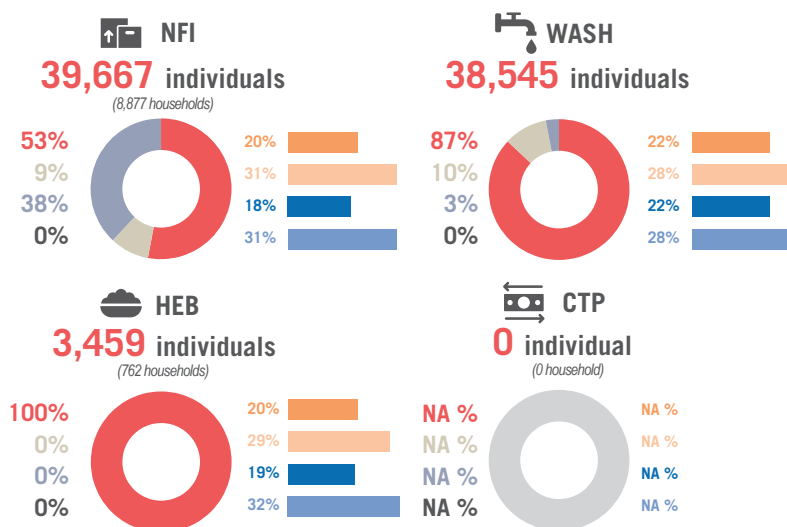 NFI
39,667 individuals
(8,877 households)
53%
9%
38%
0%
20%
31%
18%
31%
WASH
38,545 individuals
87%
10%
3%
0%
22%
28%
22%
28%
HEB
3,459 individuals
(762 households)
100%
0%
0%
0%
20%
29%
19%
32%
CTP
0 individual
(0 household)
NA %
NA %
NA %
NA %
NA %
NA %
NA %
NA %